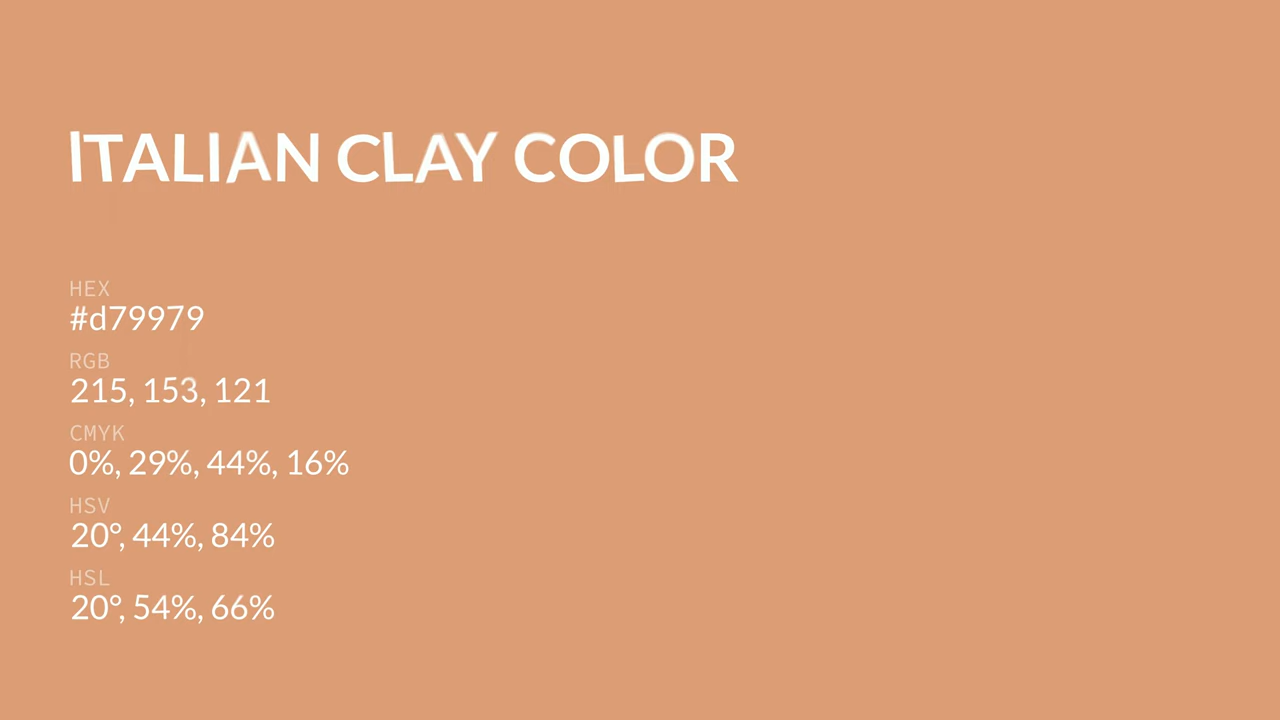 ITALIAN CLAY COLOR
HEX
#d79979
RGB
215, 153, 121
CMYK
0%, 29%, 44%, 16%
HSV
20°, 44%, 84%
HSL
20°, 54%, 66%